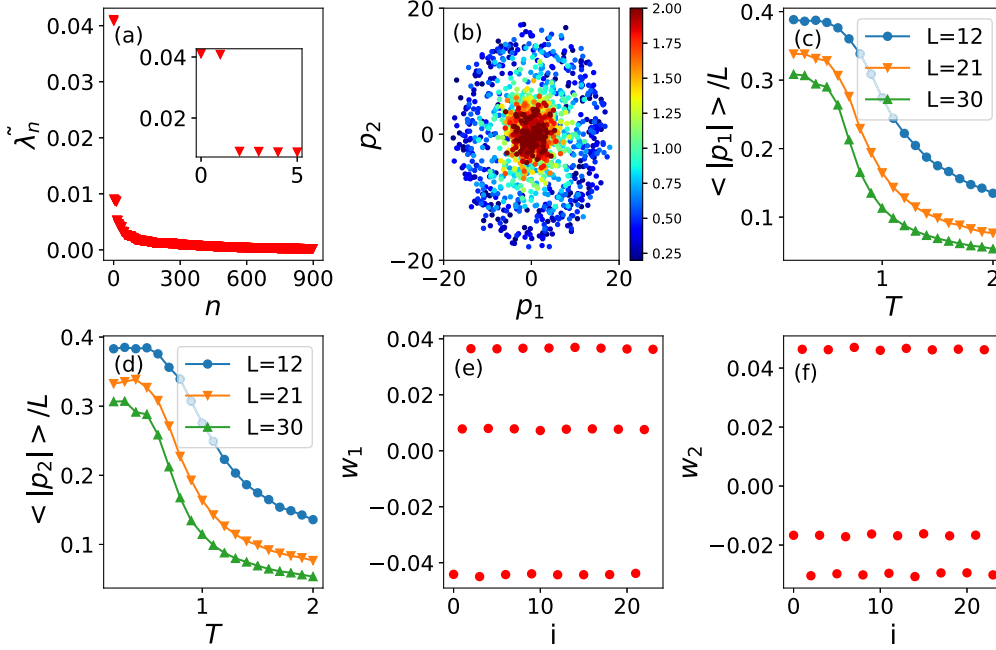 (a)
0.04
0.03
0.02
0.01
0.00
0.04
0.02
0 5
0 300 600 900
n
λ̃n
(b)
20
0
−20
−20 0 20
p2
p1
2.00
1.75
1.50
1.25
1.00
0.75
0.50
0.25
(c)
L=12
L=21
L=30
0.4
0.3
0.2
0.1
1 2
T
< |p1| > /L
(d)
L=12
L=21
L=30
0.4
0.3
0.2
0.1
1 2
T
< |p2| > /L
(e)
0.04
0.02
0.00
−0.02
−0.04
0 10 20
i
w1
(f)
0.04
0.02
0.00
−0.02
0 10 20
i
w2